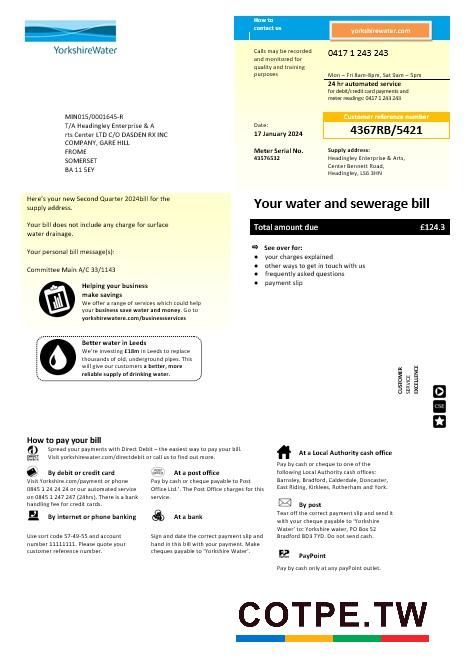 YorkshireWater
How to
contact us
yorkshirewater.com
Calls may be recorded
and monitored for
quality and training
purposes
0417 1 243 243
Mon – Fri 8am-8pm, Sat 9am – 5pm
24 hr automated service
for debit/credit card payments and
meter readings: 0417 1 243 243
MIN015/0001645-R
T/A Headingley Enterprise & A
rts Center LTD C/O DASDEN RX INC
COMPANY, GARE HILL
FROME
SOMERSET
BA 11 5EY
Customer reference number
4367RB/5421
Date:
17 January 2024
Meter Serial No.
43576532
Supply address:
Headingley Enterprise & Arts,
Center Bennett Road,
Headingley, LS6 3HN
Here's your new Second Quarter 2024bill for the
supply address.
Your bill does not include any charge for surface
water drainage.
Your personal bill message(s):
Committee Main A/C 33/1143
Your water and sewerage bill
Total amount due £124.3
See over for:
your charges explained
other ways to get in touch with us
frequently asked questions
payment slip
Helping your business
make savings
We offer a range of services which could help
your business save water and money. Go to
yorkshirewatere.com/businesservices
Better water in Leeds
We're investing £18m in Leeds to replace
thousands of old, underground pipes. This
will give our customers a better, more
reliable supply of drinking water.
CUSTOMER
SERVICE
EXCELLENCE
CSE
How to pay your bill
Spread your payments with Direct Debit – the easiest way to pay your bill.
Visit yorkshirewater.com/directdebit or call us to find out more.
By debit or credit card
Visit Yorkshire.com/payment or phone
0845 1 24 24 24 or our automated service
on 0845 1 247 247 (24hrs). There is a bank
handling fee for credit cards.
At a post office
Pay by cash or cheque payable to Post
Office Ltd.'. The Post Office charges for this
service.
By internet or phone banking
Use sort code 57-49-55 and account
number 11111111. Please quote your
customer reference number.
At a bank
Sign and date the correct payment slip and
hand in this bill with your payment. Make
cheques payable to 'Yorkshire Water'.
At a Local Authority cash office
Pay by cash or cheque to one of the
following Local Authority cash offices:
Barnsley, Bradford, Calderdale, Doncaster,
East Riding, Kirklees, Rotherham and York.
By post
Tear off the correct payment slip and send it
with your cheque payable to 'Yorkshire
Water' to: Yorkshire water, PO Box 52
Bradford BD3 7YD. Do not send cash.
PayPoint
Pay by cash only at any payPoint outlet.
COTPE.TW